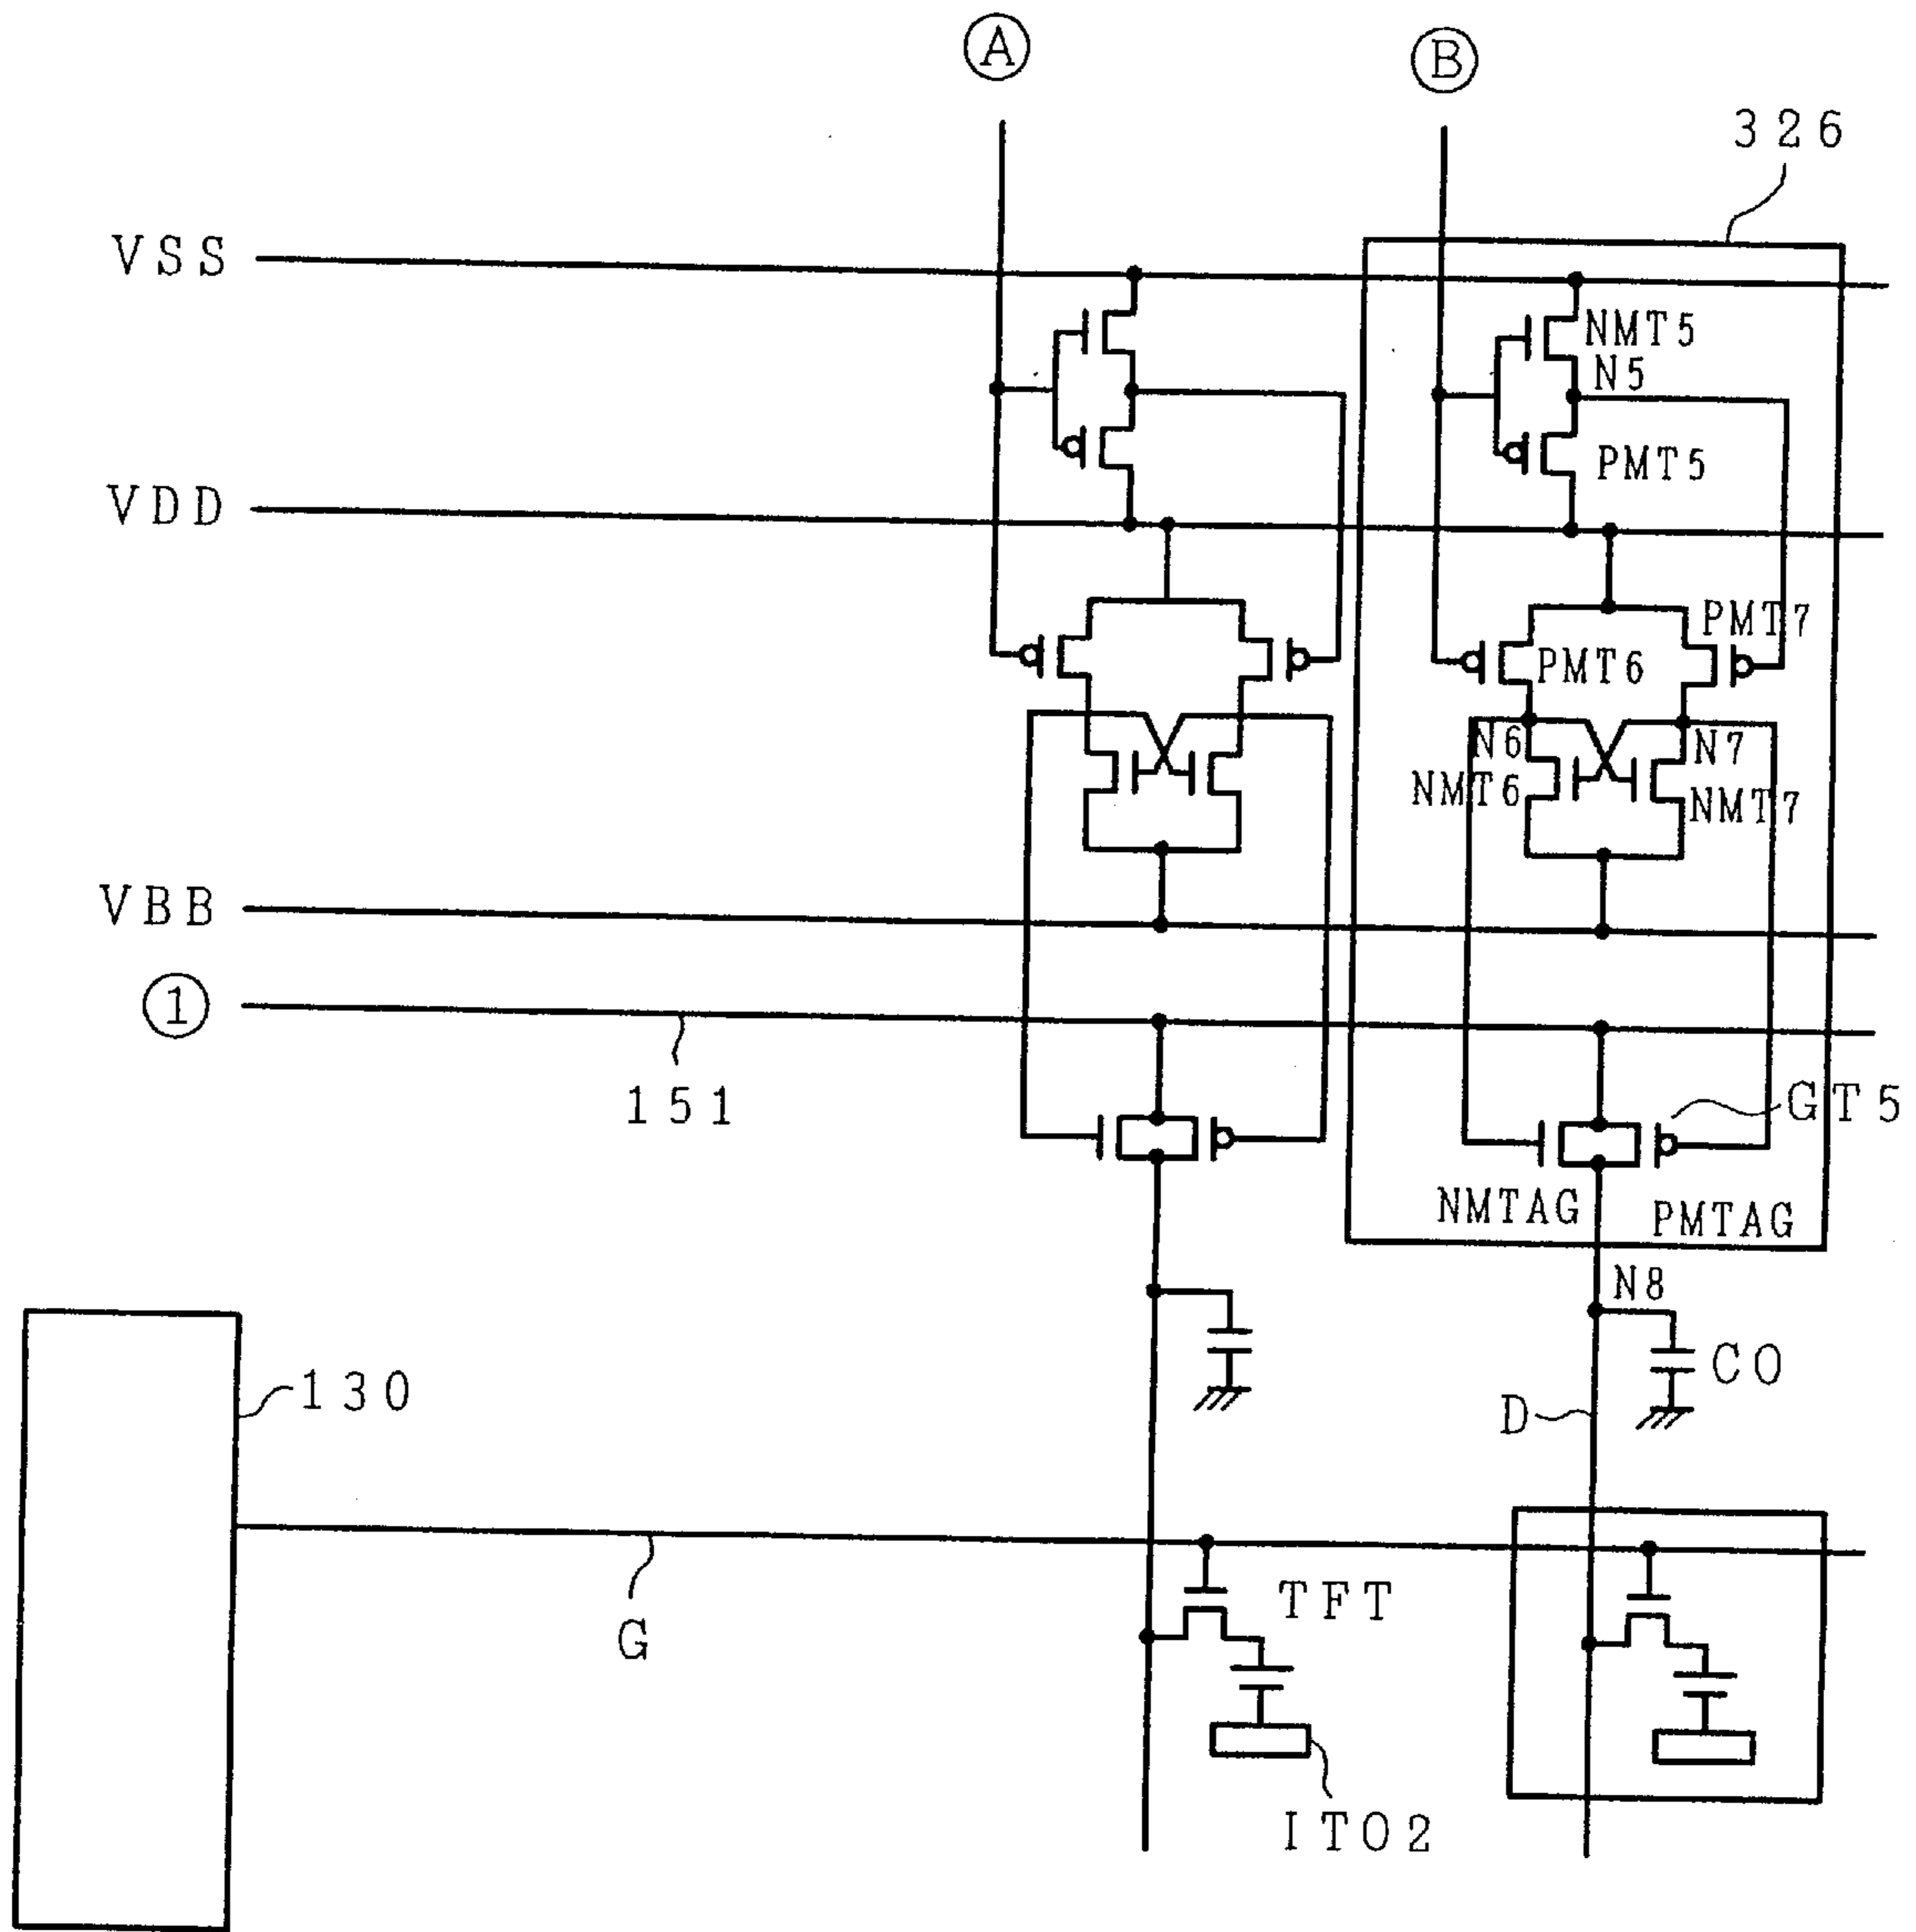 A
B
326
VSS
NMT5
N5
PMT5
VDD
PMT7
PMT6
N6
N7
NMT6
NMT7
VBB
1
151
GT5
NMTAG
PMTAG
N8
130
CO
D
TFT
G
ITO2